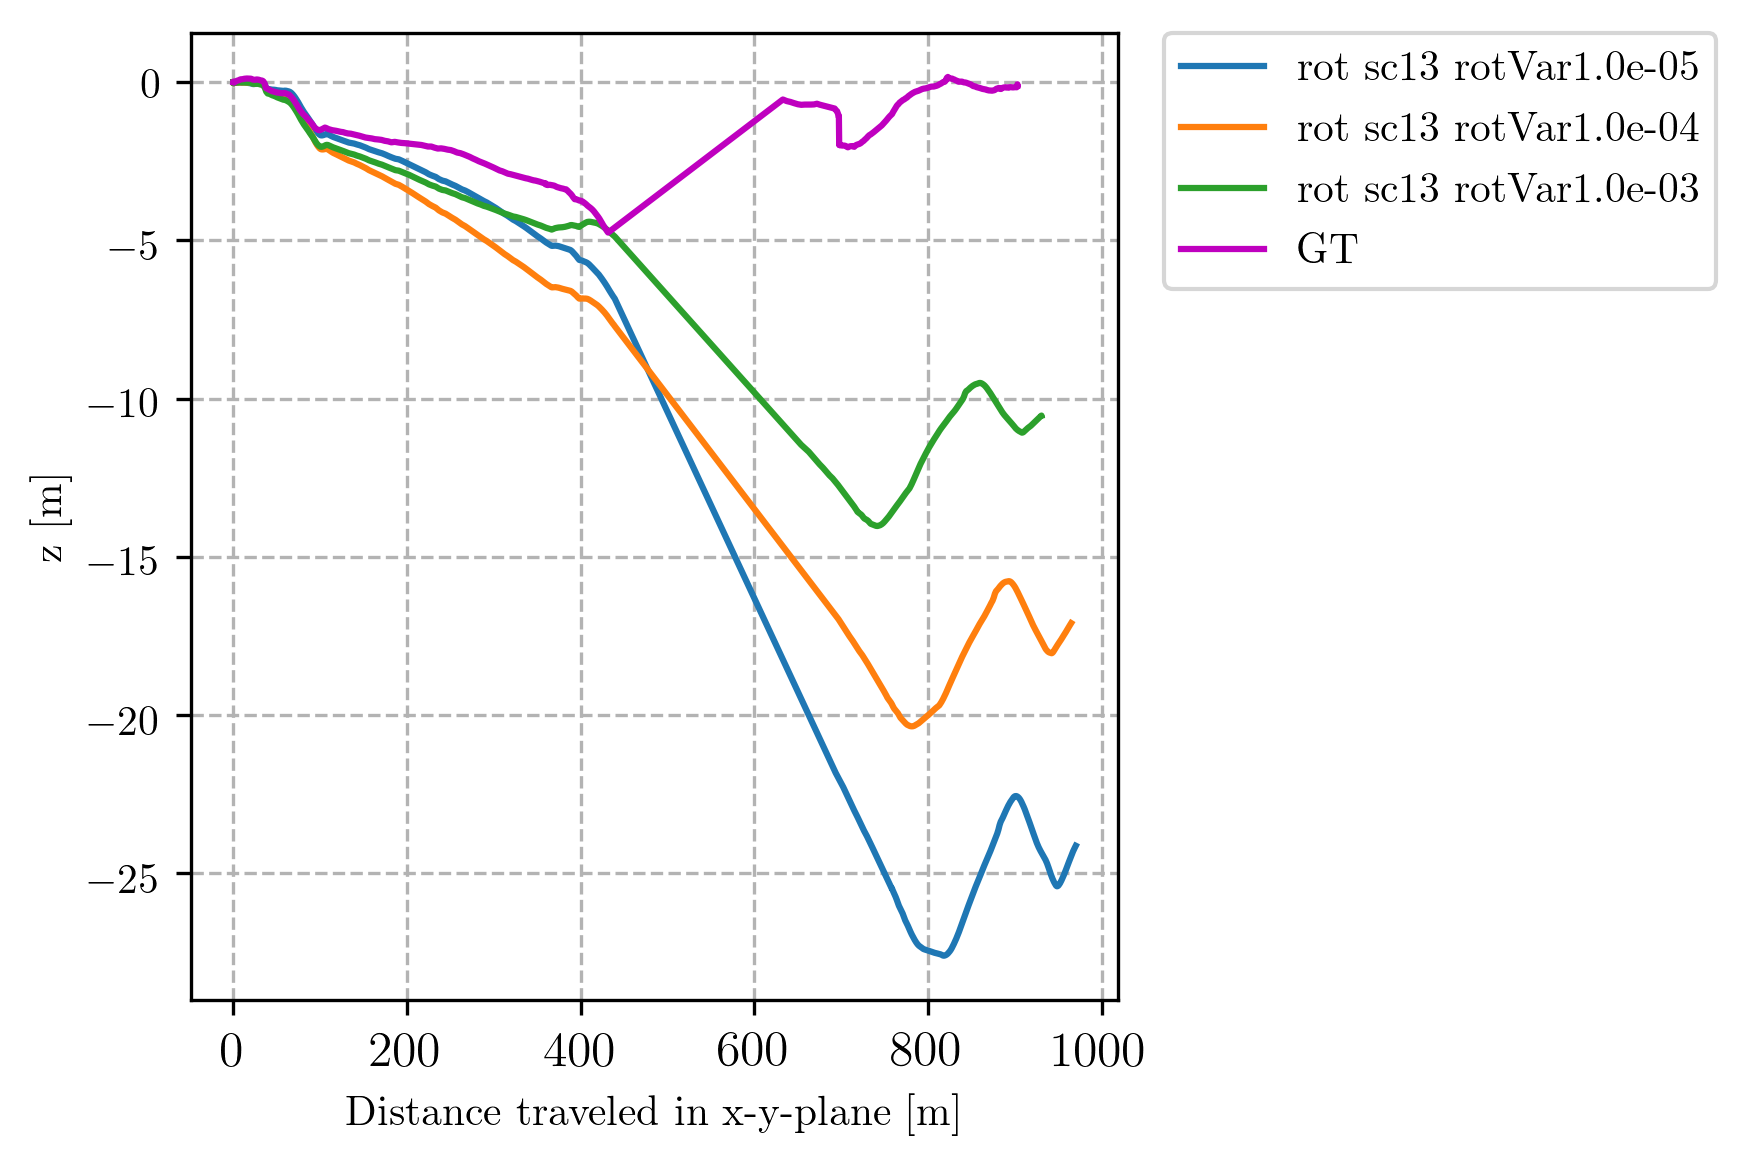 rot sc13 rotVar1.0e-05
rot sc13 rotVar1.0e-04
rot sc13 rotVar1.0e-03
GT
0
−5
−10
−15
−20
−25
z [m]
0 200 400 600 800 1000
Distance traveled in x-y-plane [m]